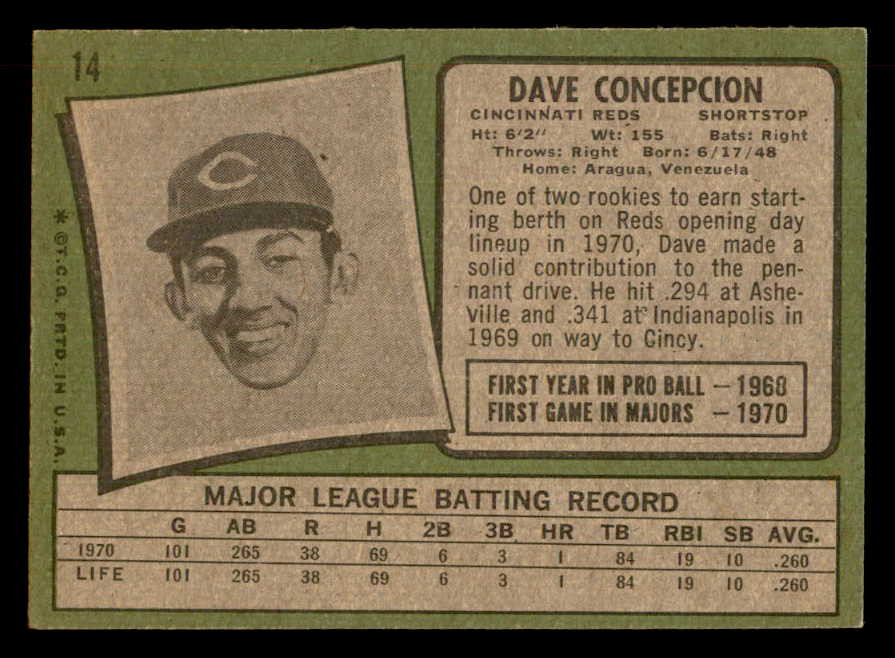 14
* ©T.C.G. PRTD. IN U.S.A.
C
DAVE CONCEPCION
CINCINNATI REDS SHORTSTOP
Ht: 6'2" Wt: 155 Bats: Right
Throws: Right Born: 6/17/48
Home: Aragua, Venezuela
One of two rookies to earn start-
ing berth on Reds opening day
lineup in 1970, Dave made a
solid contribution to the pen-
nant drive. He hit .294 at Ashe-
ville and .341 at Indianapolis in
1969 on way to Cincy.
FIRST YEAR IN PRO BALL — 1968
FIRST GAME IN MAJORS — 1970
MAJOR LEAGUE BATTING RECORD
G AB R H 2B 3B HR TB RBI SB AVG.
1970 101 265 38 69 6 3 1 84 19 10 .260
LIFE 101 265 38 69 6 3 1 84 19 10 .260